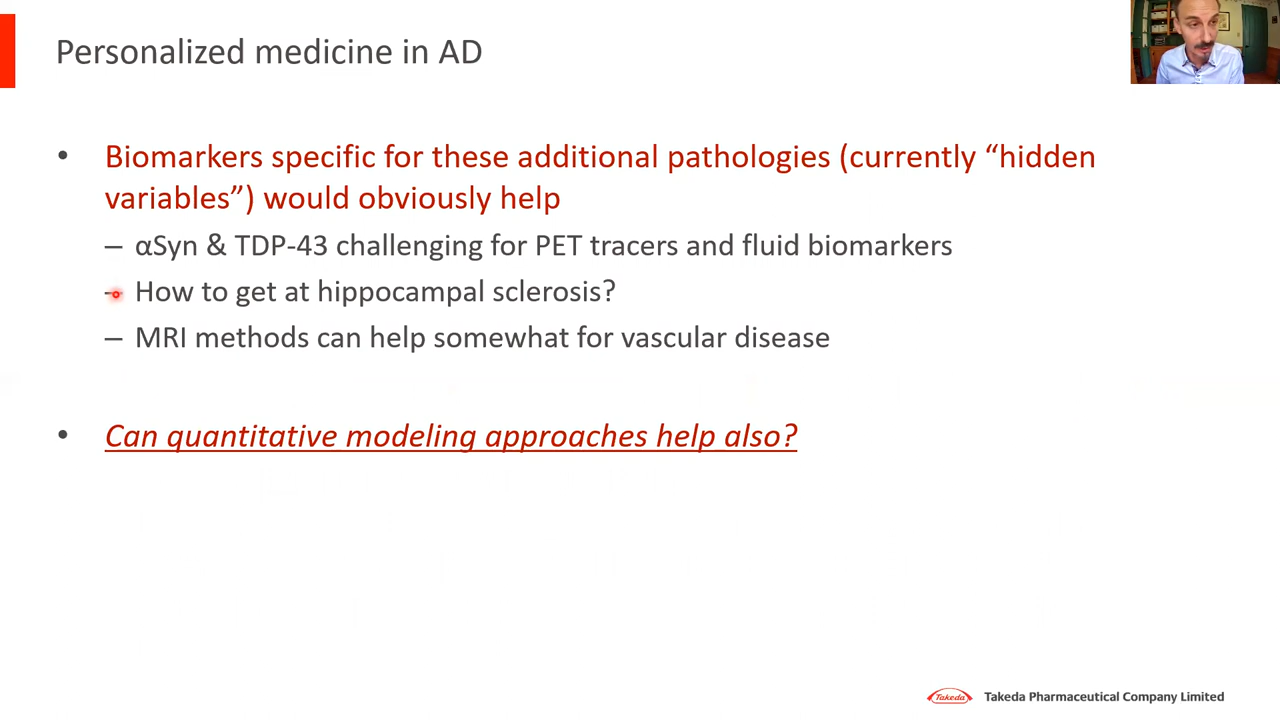 Personalized medicine in AD
• Biomarkers specific for these additional pathologies (currently “hidden
variables”) would obviously help
– αSyn & TDP-43 challenging for PET tracers and fluid biomarkers
– How to get at hippocampal sclerosis?
– MRI methods can help somewhat for vascular disease
• Can quantitative modeling approaches help also?
Takeda Takeda Pharmaceutical Company Limited